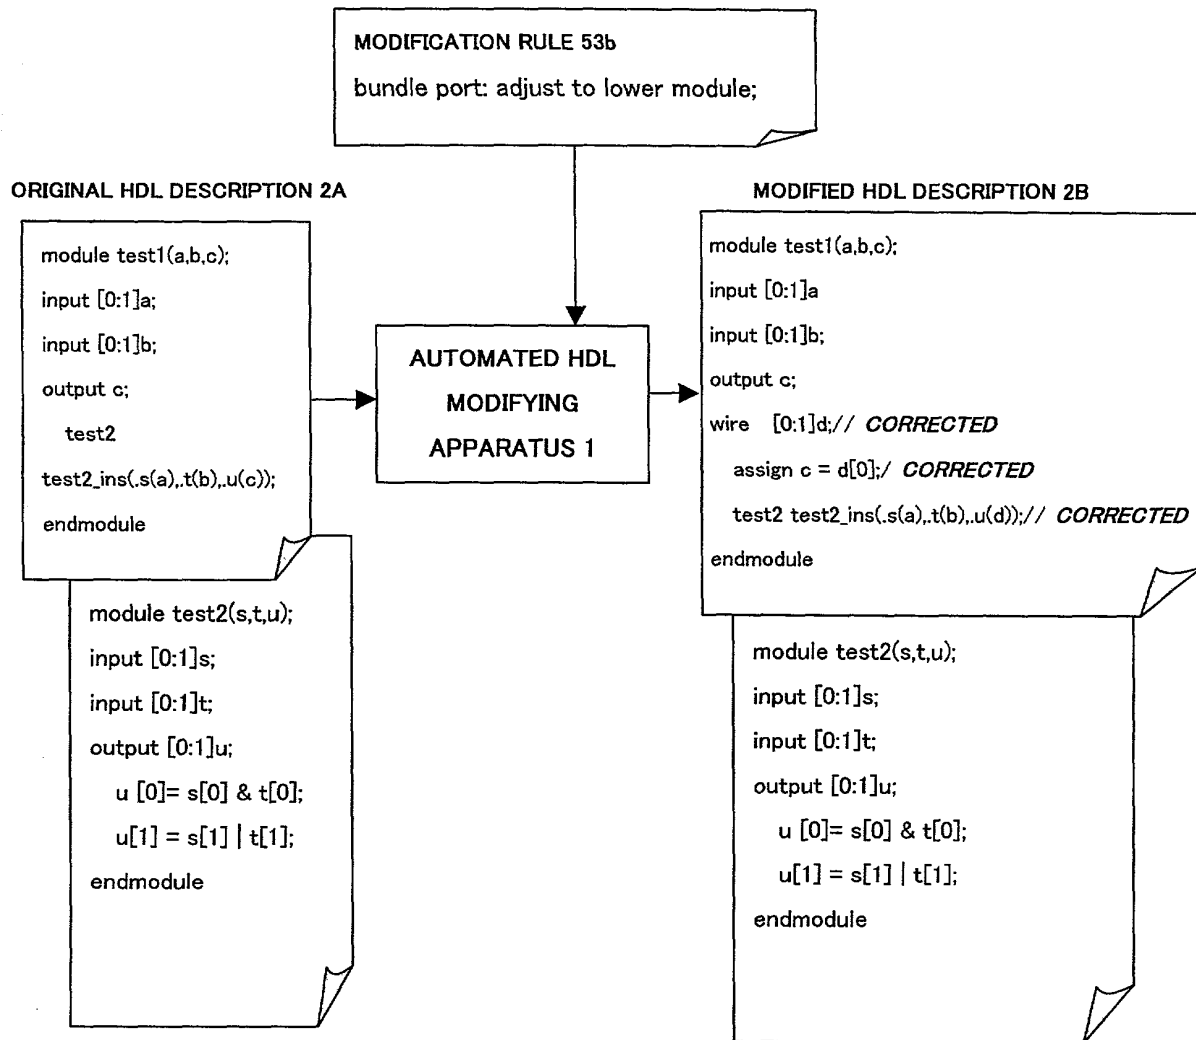 MODIFICATION RULE 53b
bundle port: adjust to lower module;
ORIGINAL HDL DESCRIPTION 2A
module test1(a,b,c);
input [0:1]a;
input [0:1]b;
output c;
test2
test2_ins(.s(a),.t(b),.u(c));
endmodule
module test2(s,t,u);
input [0:1]s;
input [0:1]t;
output [0:1]u;
u [0]= s[0] & t[0];
u[1] = s[1] | t[1];
endmodule
AUTOMATED HDL
MODIFYING
APPARATUS 1
MODIFIED HDL DESCRIPTION 2B
module test1(a,b,c);
input [0:1]a
input [0:1]b;
output c;
wire [0:1]d;// CORRECTED
assign c = d[0];/ CORRECTED
test2 test2_ins(.s(a),.t(b),.u(d));// CORRECTED
endmodule
module test2(s,t,u);
input [0:1]s;
input [0:1]t;
output [0:1]u;
u [0]= s[0] & t[0];
u[1] = s[1] | t[1];
endmodule